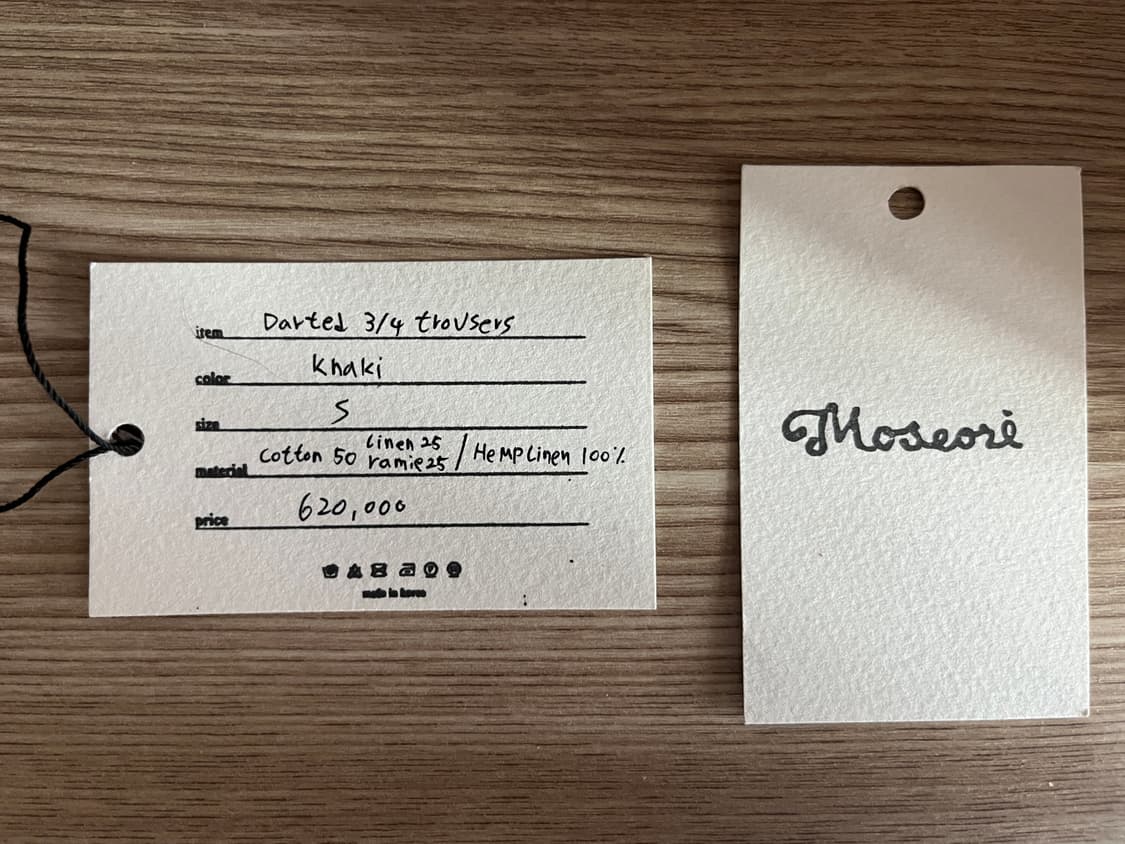 item Darted 3/4 trousers
color Khaki
size S
material Cotton 50 linen 25 ramie 25 / HeMP Linen 100%
price 620,000
made in korea
Moseorè